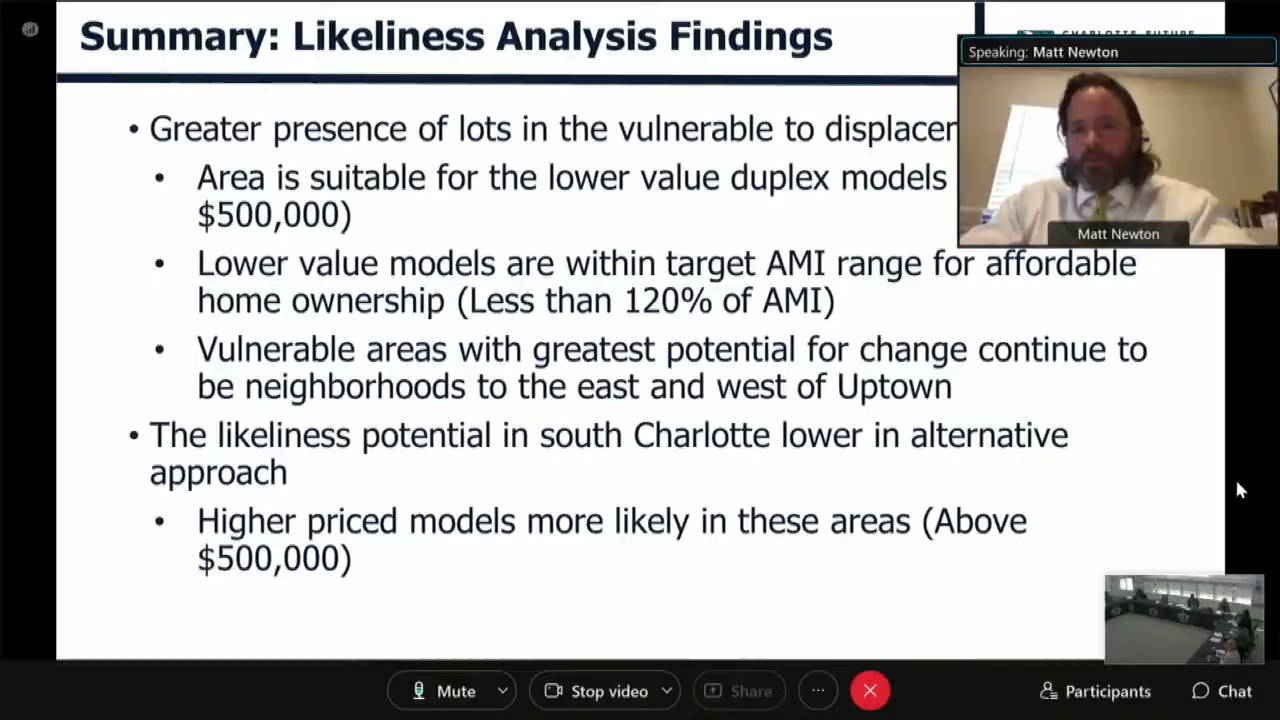 Summary: Likeliness Analysis Findings
CHARLOTTE FUTURE
Speaking: Matt Newton
Matt Newton
• Greater presence of lots in the vulnerable to
• Area is suitable for the lower value duplex models
$500,000)
• Lower value models are within target AMI range for affordable
home ownership (Less than 120% of AMI)
• Vulnerable areas with greatest potential for change continue to
be neighborhoods to the east and west of Uptown
• The likeliness potential in south Charlotte lower in alternative
approach
• Higher priced models more likely in these areas (Above
$500,000)
Mute
Stop video
Share
Participants
Chat